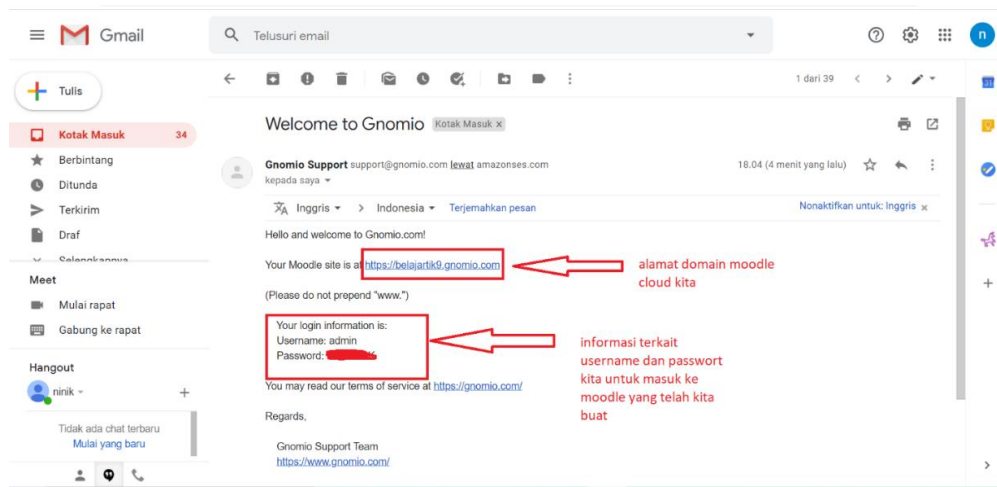 Gmail
Telusuri email
n
Tulis
1 dari 39
31
Kotak Masuk 34
Berbintang
Ditunda
Terkirim
Draf
Selengkapnya
Meet
Mulai rapat
Gabung ke rapat
Hangout
ninik
Tidak ada chat terbaru
Mulai yang baru
Welcome to Gnomio Kotak Masuk x
Gnomio Support support@gnomio.com lewat amazonses.com 18.04 (4 menit yang lalu)
kepada saya
Inggris > Indonesia Terjemahkan pesan Nonaktifkan untuk: Inggris x
Hello and welcome to Gnomio.com!
Your Moodle site is at https://belajartik9.gnomio.com
alamat domain moodle
cloud kita
(Please do not prepend "www.")
Your login information is:
Username: admin
Password:
informasi terkait
username dan passwort
kita untuk masuk ke
moodle yang telah kita
buat
You may read our terms of service at https://gnomio.com/
Regards,
Gnomio Support Team
https://www.gnomio.com/